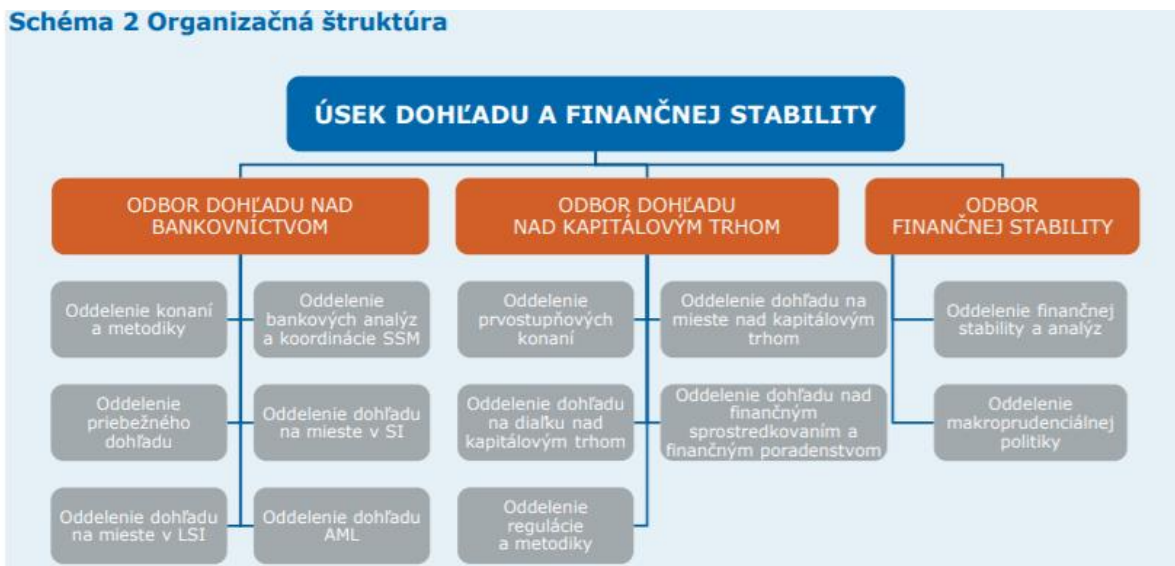 Schéma 2 Organizačná štruktúra
ÚSEK DOHĽADU A FINANČNEJ STABILITY
ODBOR DOHĽADU NAD
BANKOVNÍCTVOM
ODBOR DOHĽADU
NAD KAPITÁLOVÝM TRHOM
ODBOR
FINANČNEJ STABILITY
Oddelenie konaní
a metodiky
Oddelenie
bankových analýz
a koordinácie SSM
Oddelenie
prvostupňových
konaní
Oddelenie dohľadu na
mieste nad kapitálovým
trhom
Oddelenie finančnej
stability a analýz
Oddelenie
priebežného
dohľadu
Oddelenie dohľadu
na mieste v SI
Oddelenie dohľadu
na diaľku nad
kapitálovým trhom
Oddelenie dohľadu nad
finančným
sprostredkovaním a
finančným poradenstvom
Oddelenie
makroprudenciálnej
politiky
Oddelenie dohľadu
na mieste v LSI
Oddelenie dohľadu
AML
Oddelenie
regulácie
a metodiky